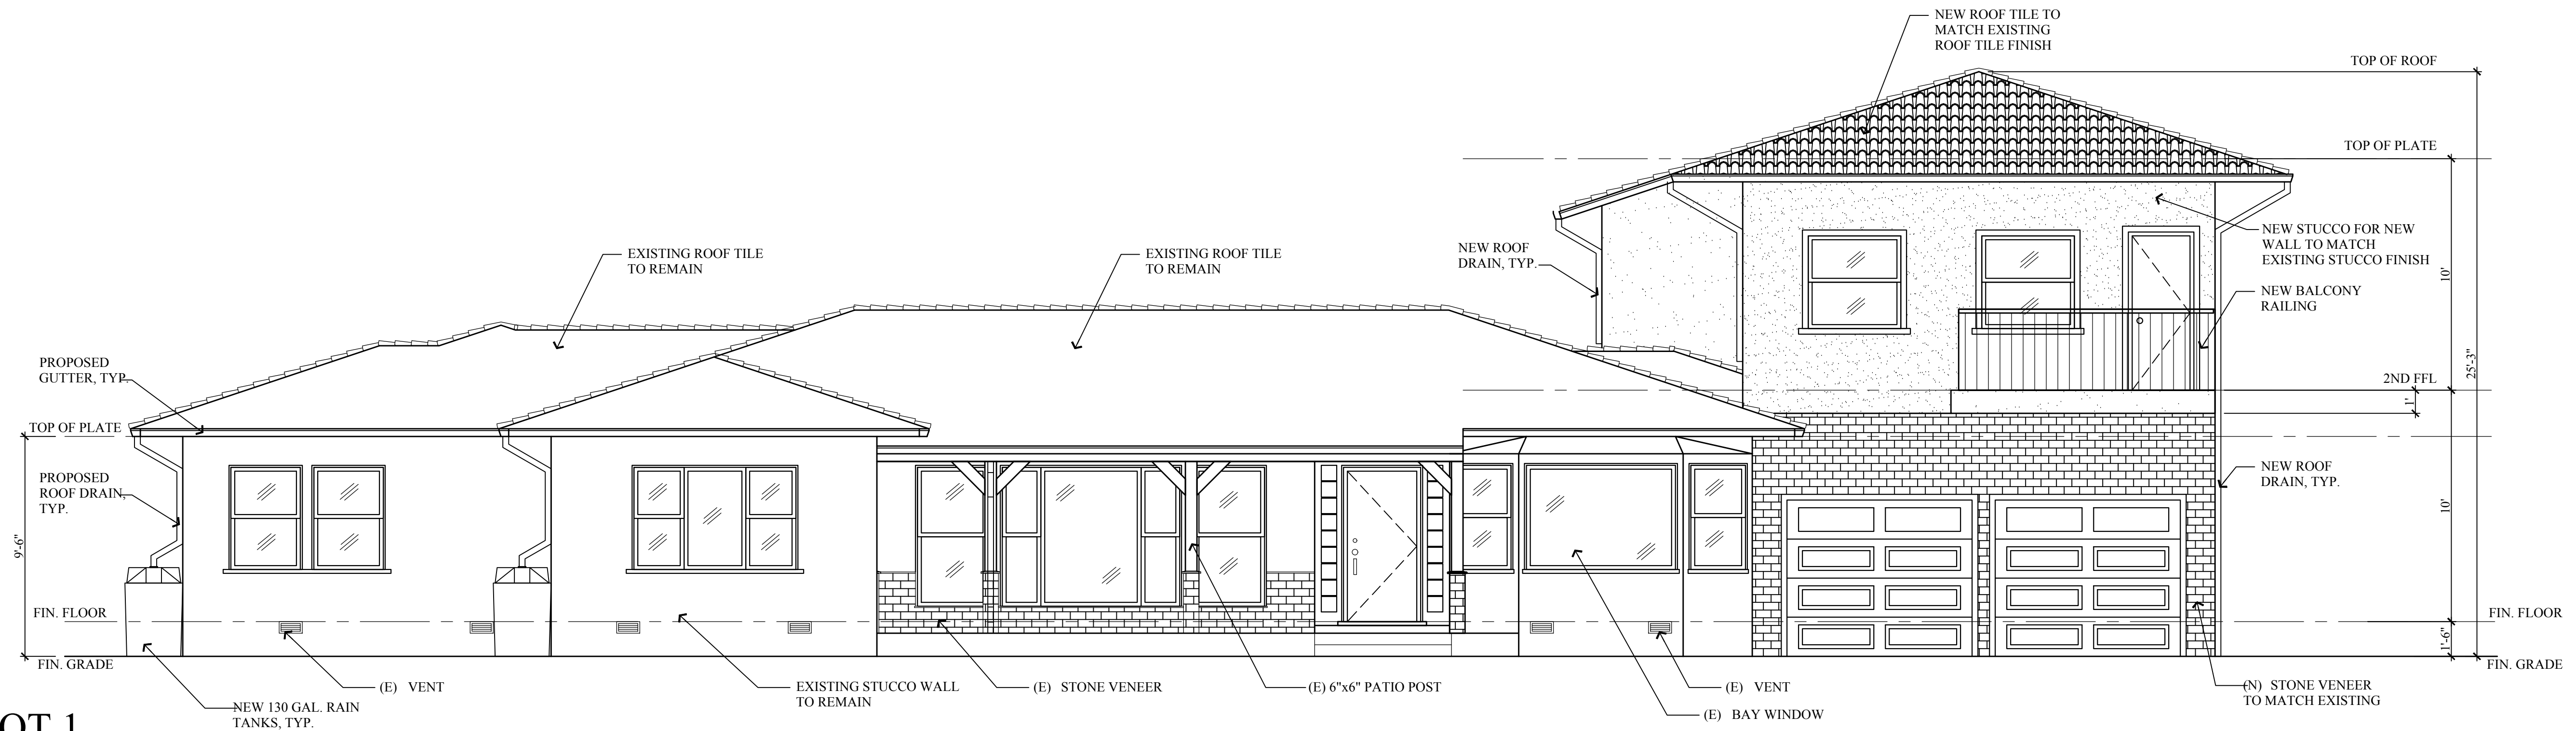 NEW ROOF TILE TO
MATCH EXISTING
ROOF TILE FINISH
TOP OF ROOF
TOP OF PLATE
NEW STUCCO FOR NEW
WALL TO MATCH
EXISTING STUCCO FINISH
NEW ROOF
DRAIN, TYP.
EXISTING ROOF TILE
TO REMAIN
EXISTING ROOF TILE
TO REMAIN
10'
NEW BALCONY
RAILING
25'-3"
PROPOSED
GUTTER, TYP.
2ND FFL
1'
TOP OF PLATE
PROPOSED
ROOF DRAIN,
TYP.
NEW ROOF
DRAIN, TYP.
10'
9'-6"
FIN. FLOOR
FIN. FLOOR
1'-6"
FIN. GRADE
FIN. GRADE
(E) VENT
EXISTING STUCCO WALL
TO REMAIN
(E) STONE VENEER
(E) 6"x6" PATIO POST
(E) VENT
(N) STONE VENEER
TO MATCH EXISTING
NEW 130 GAL. RAIN
TANKS, TYP.
(E) BAY WINDOW
OT 1